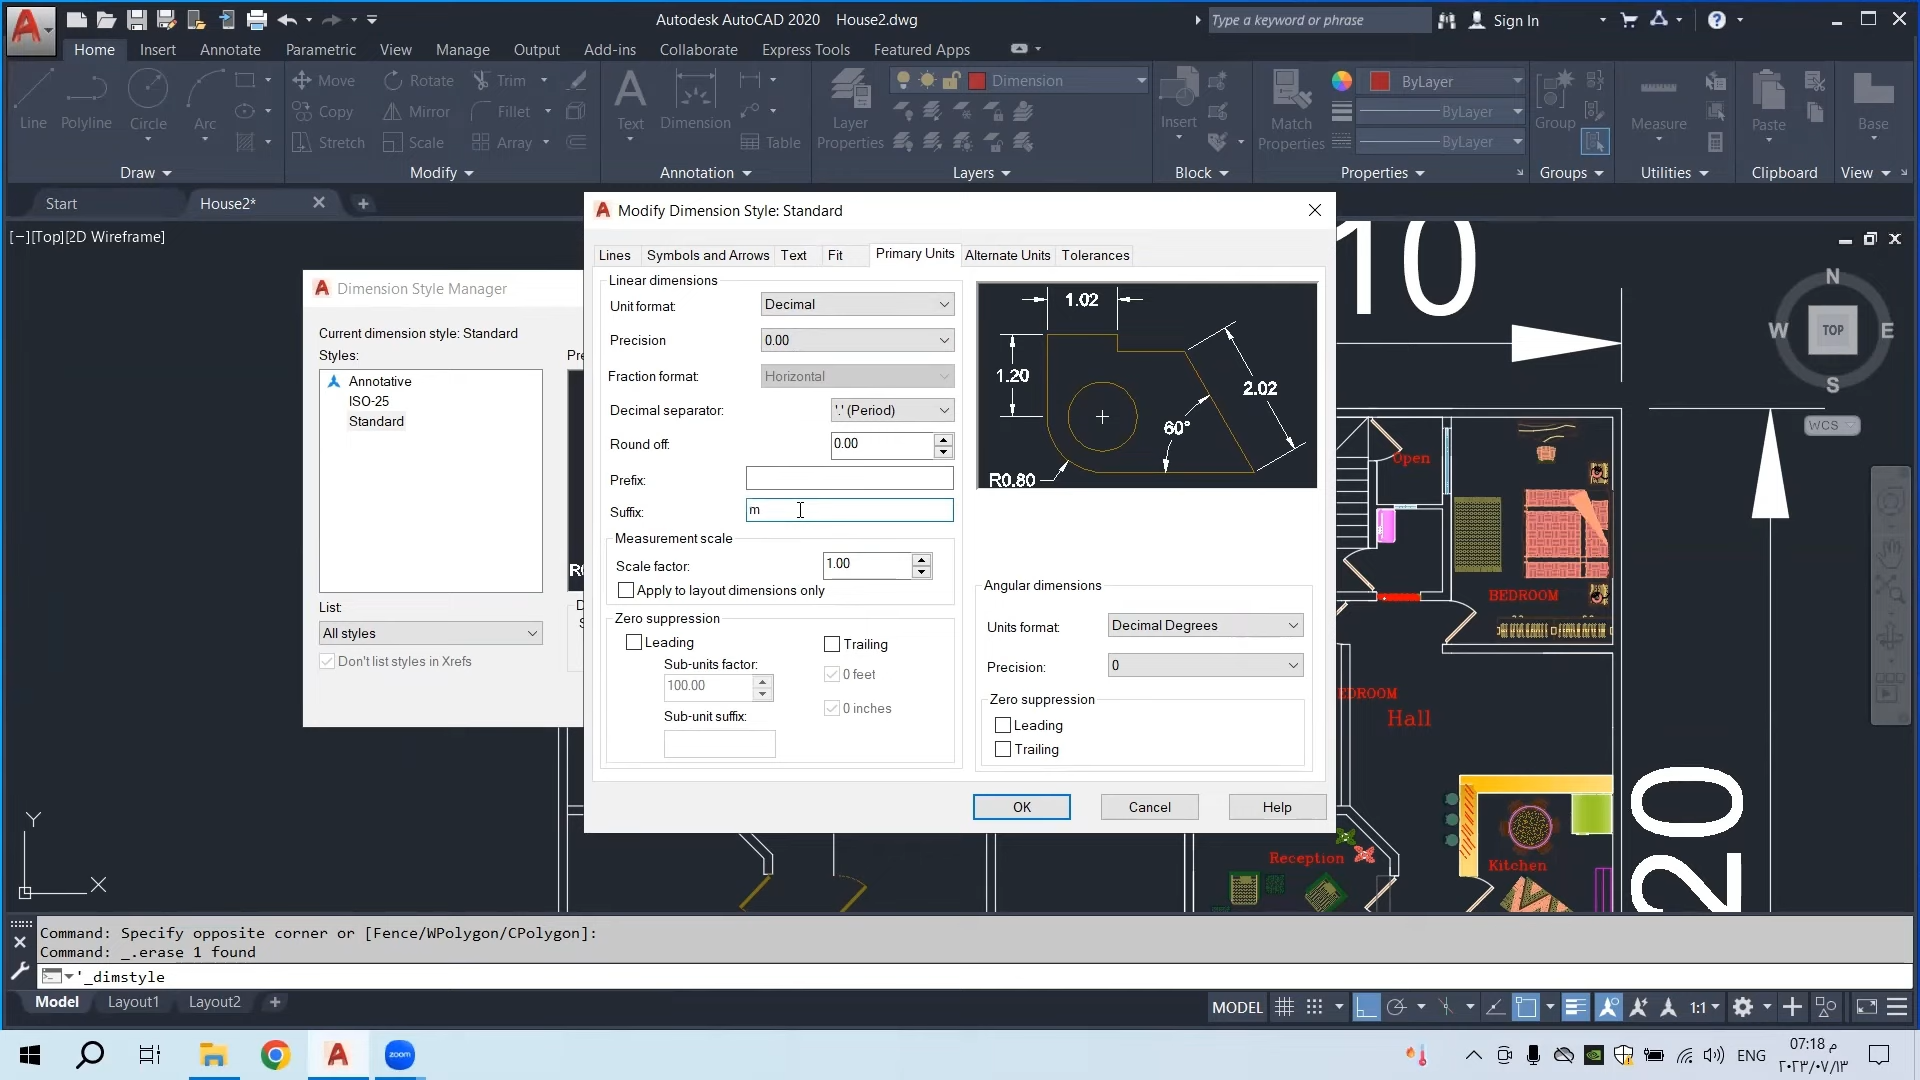 Autodesk AutoCAD 2020 House2.dwg
Type a keyword or phrase
Sign In
Home Insert Annotate Parametric View Manage Output Add-ins Collaborate Express Tools Featured Apps
Line
Polyline
Circle
Arc
Move
Copy
Stretch
Rotate
Mirror
Scale
Trim
Fillet
Array
Text
Dimension
Table
Layer
Properties
Dimension
Insert
Match
Properties
ByLayer
ByLayer
ByLayer
Group
Measure
Paste
Base
Draw Modify Annotation Layers Block Properties Groups Utilities Clipboard View
Start House2*
[−][Top][2D Wireframe]
Dimension Style Manager
Current dimension style: Standard
Styles:
Annotative
ISO-25
Standard
List:
All styles
Don't list styles in Xrefs
Modify Dimension Style: Standard
Lines Symbols and Arrows Text Fit Primary Units Alternate Units Tolerances
Linear dimensions
Unit format: Decimal
Precision 0.00
Fraction format: Horizontal
Decimal separator: '.' (Period)
Round off: 0.00
Prefix:
Suffix: m
Measurement scale
Scale factor: 1.00
Apply to layout dimensions only
Zero suppression
Leading
Trailing
Sub-units factor:
100.00
0 feet
Sub-unit suffix:
0 inches
1.02
1.20
2.02
60°
R0.80
Angular dimensions
Units format: Decimal Degrees
Precision: 0
Zero suppression
Leading
Trailing
OK Cancel Help
10
N
W TOP E
S
WCS
Open
BEDROOM
Hall
Reception
Kitchen
20
Y
X
Command: Specify opposite corner or [Fence/WPolygon/CPolygon]:
Command: _.erase 1 found
'_dimstyle
Model Layout1 Layout2
MODEL
1:1
zoom
ENG
07:18 م
٢٠٢٣/٠٧/١٣